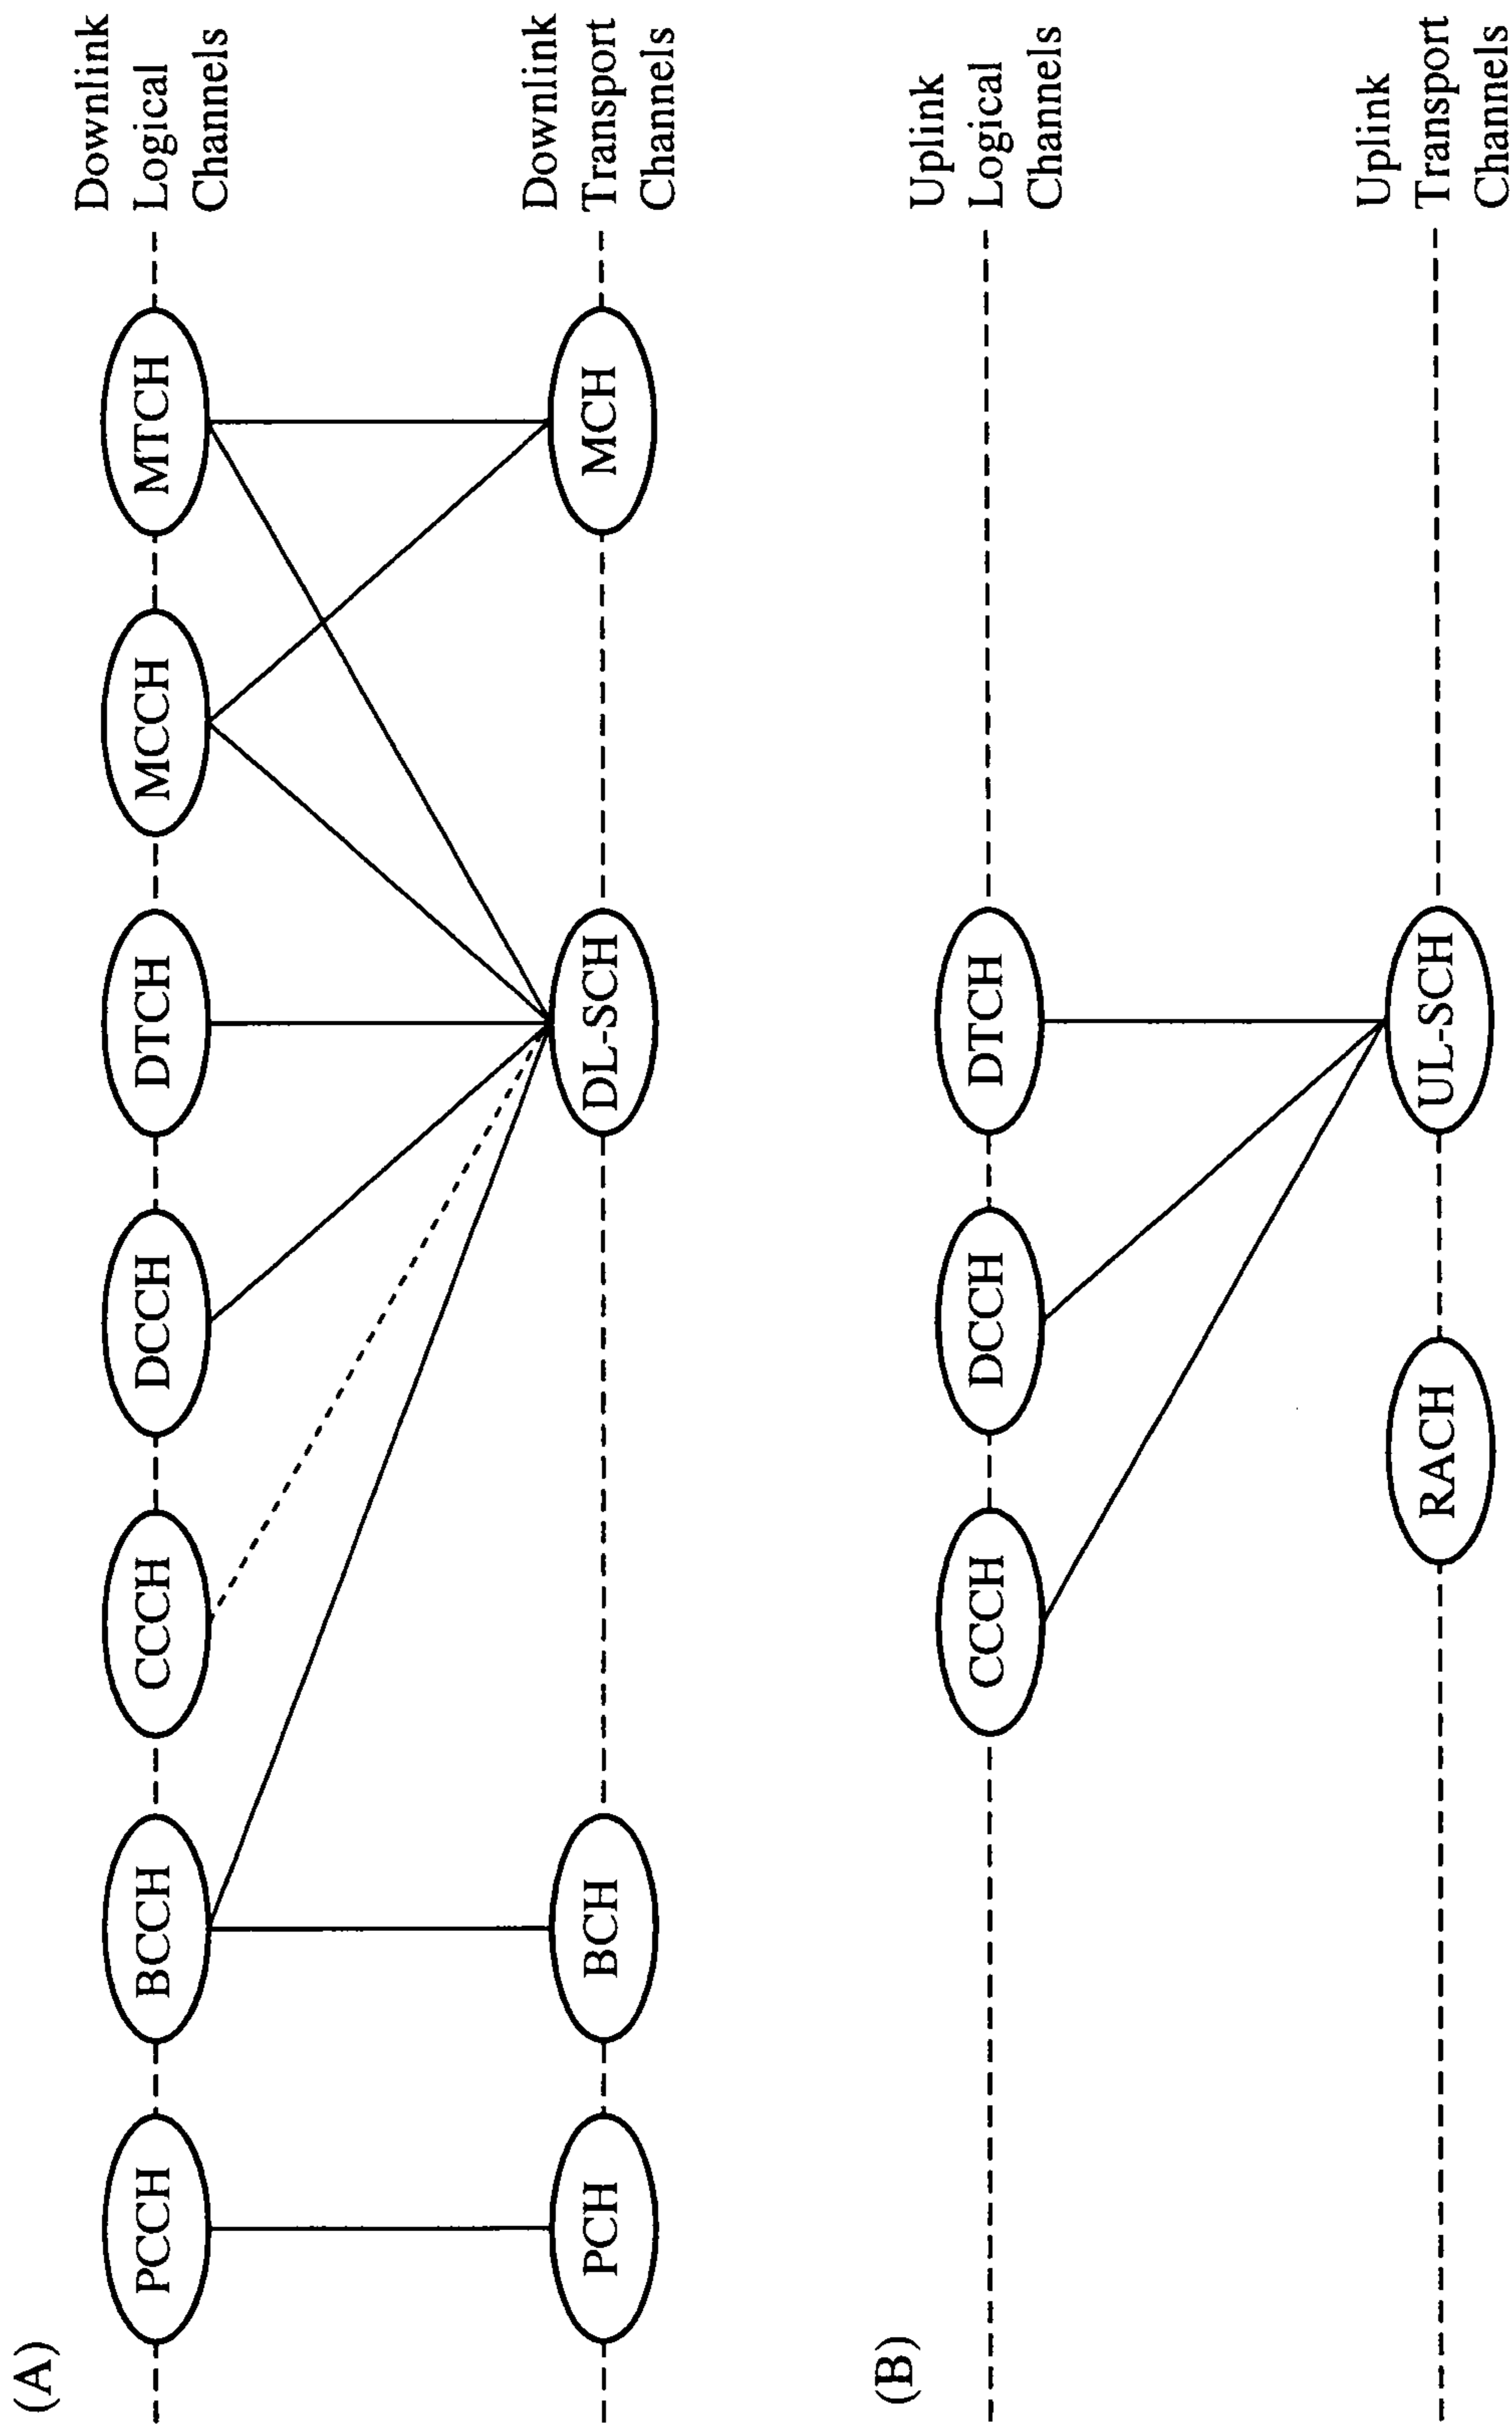 (A)
PCCH
BCCH
CCCH
DCCH
DTCH
MCCH
MTCH
Downlink
Logical
Channels
PCH
BCH
DL-SCH
MCH
Downlink
Transport
Channels
(B)
CCCH
DCCH
DTCH
Uplink
Logical
Channels
RACH
UL-SCH
Uplink
Transport
Channels